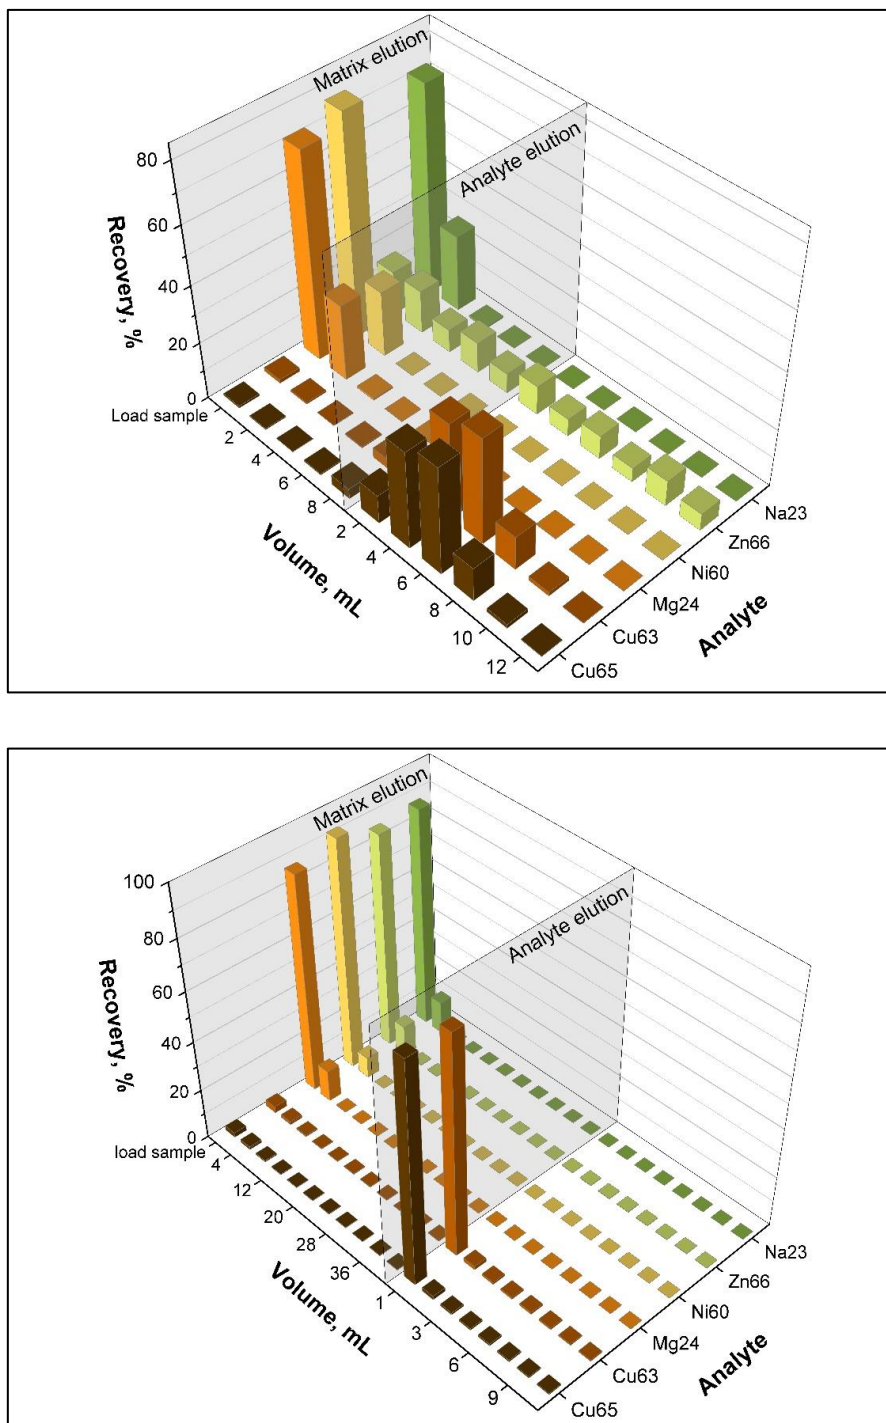 Matrix elution
Analyte elution
80
60
40
20
0
Recovery, %
Load sample
2
4
6
8
2
4
6
8
10
12
Volume, mL
Na23
Zn66
Ni60
Mg24
Cu63
Cu65
Analyte
Matrix elution
Analyte elution
100
80
60
40
20
0
Recovery, %
load sample
4
12
20
28
36
1
3
6
9
Volume, mL
Na23
Zn66
Ni60
Mg24
Cu63
Cu65
Analyte